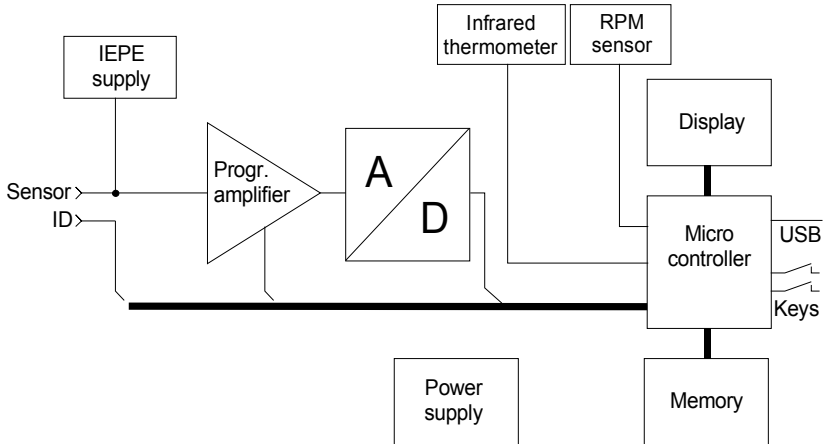 IEPE
supply
Infrared
thermometer
RPM
sensor
Display
Progr.
amplifier
A
D
Sensor
ID
Micro
controller
USB
Keys
Power
supply
Memory